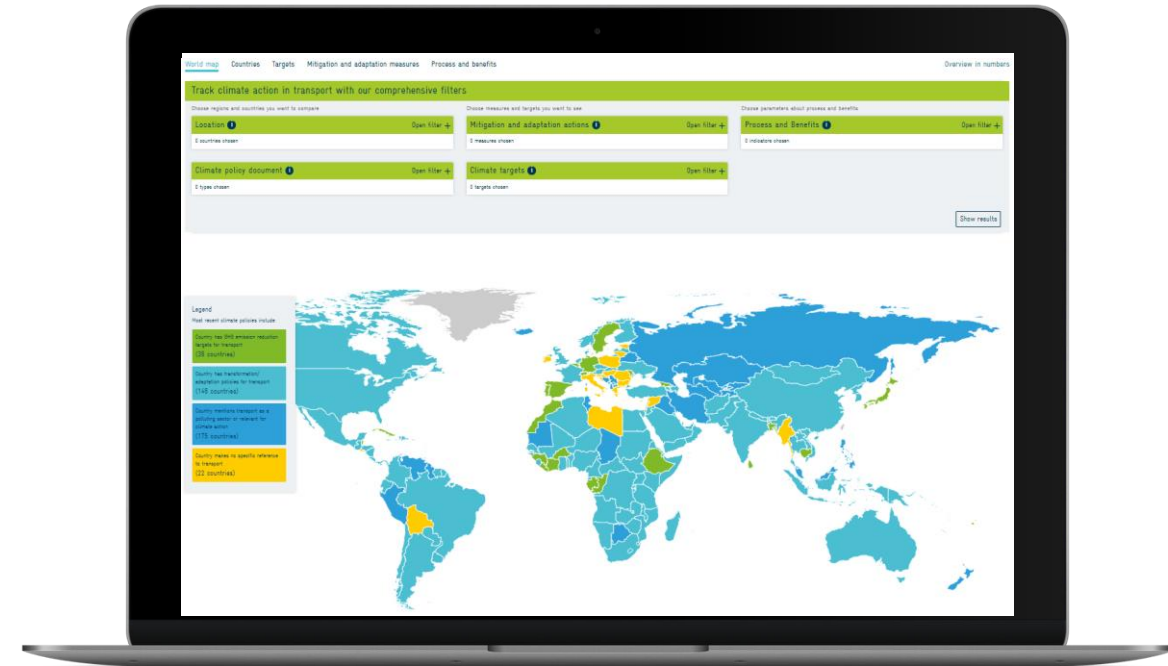 World map Countries Targets Mitigation and adaptation measures Process and benefits Overview in numbers
Track climate action in transport with our comprehensive filters
Choose regions and countries you want to compare
Choose measures and targets you want to see
Choose parameters about process and benefits
Location Open filter +
0 countries chosen
Mitigation and adaptation actions Open filter +
0 measures chosen
Process and Benefits Open filter +
0 indicators chosen
Climate policy document Open filter +
0 types chosen
Climate targets Open filter +
0 targets chosen
Show results
Legend
Most recent climate policies include
Country has GHG emission reduction
targets for transport
Country has transformation/
adaptation policies for transport
(148 countries)
Country mentions transport as a
polluting sector or relevant for
climate action
(175 countries)
Country makes no specific reference
to transport
(22 countries)